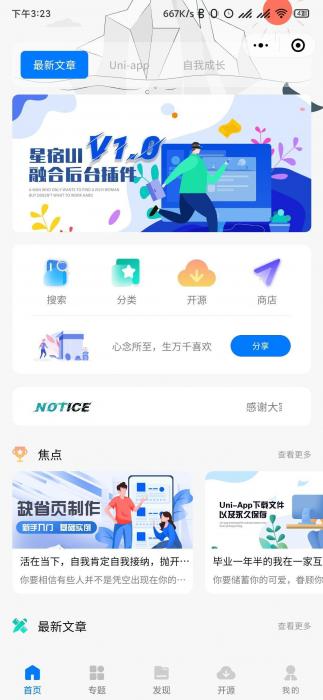 下午3:23
667K/s
最新文章
Uni-app
自我成长
星宿UI V1.0
融合后台插件
A MAN WHO ONLY WANTS TO FIND A RICH WOMAN
BUT DOESN'T WANT TO WORK HARD
搜索
分类
开源
商店
心念所至，生万千喜欢
分享
NOTICE
感谢大
焦点
查看更多
缺省页制作
新手入门 基础实例
Uni-App下载文件
以及永久保存
活在当下，自我肯定自我接纳，抛开…
毕业一年半的我在一家互
你要相信有些人并不是凭空出现在你的…
你要储蓄你的可爱，眷顾你
最新文章
查看更多
首页
专题
发现
开源
我的